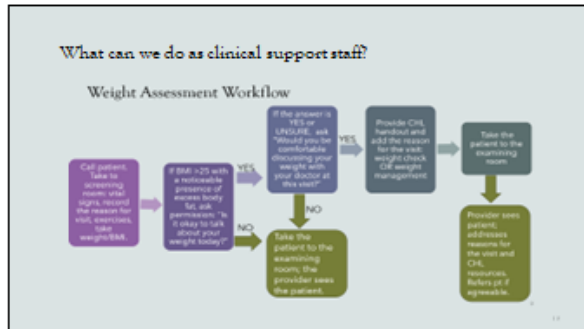 What can we do as clinical support staff?
Weight Assessment Workflow
Call patient.
Take to
screening
room: vital
signs, record
the reason for
visit, exercises,
take
weight/BMI.
If BMI >25 with
a noticeable
presence of
excess body
fat, ask
permission: "Is
it okay to talk
about your
weight today?"
YES
NO
If the answer is
YES or
UNSURE, ask
"Would you be
comfortable
discussing your
weight with
your doctor at
this visit?"
YES
NO
Take the
patient to the
examining
room; the
provider sees
the patient.
Provide CHL
handout and
add the reason
for the visit:
weight check
OR weight
management
Take the
patient to the
examining
room
Provider sees
patient;
addresses
reasons for
the visit and
CHL
resources.
Refers pt if
agreeable.